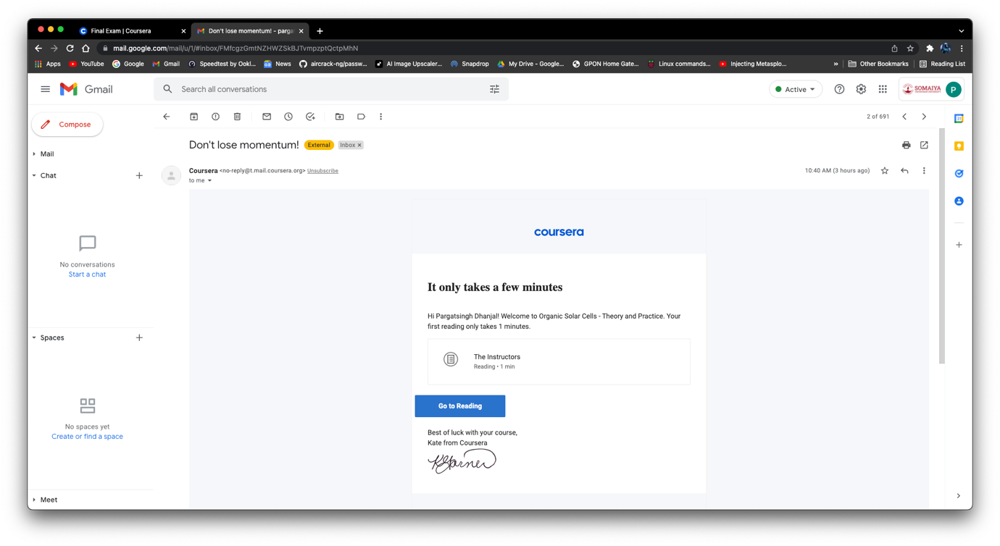 Final Exam | Coursera
Don't lose momentum! - parga
mail.google.com/mail/u/1/#inbox/FMfcgzGmtNZHWZSkBJTvmpzptQctpMhN
Apps YouTube Google Gmail Speedtest by Ookl... News aircrack-ng/passw... AI Image Upscaler... Snapdrop My Drive - Google... GPON Home Gate... Linux commands... Injecting Metasplo... » Other Bookmarks Reading List
Gmail
Search all conversations
Active
SOMAIYA
P
Compose
2 of 691
Mail
Don't lose momentum! External Inbox
Chat
Coursera <no-reply@t.mail.coursera.org> Unsubscribe
10:40 AM (3 hours ago)
to me
coursera
No conversations
Start a chat
It only takes a few minutes
Hi Pargatsingh Dhanjal! Welcome to Organic Solar Cells - Theory and Practice. Your
first reading only takes 1 minutes.
The Instructors
Reading • 1 min
Spaces
Go to Reading
No spaces yet
Create or find a space
Best of luck with your course,
Kate from Coursera
Meet